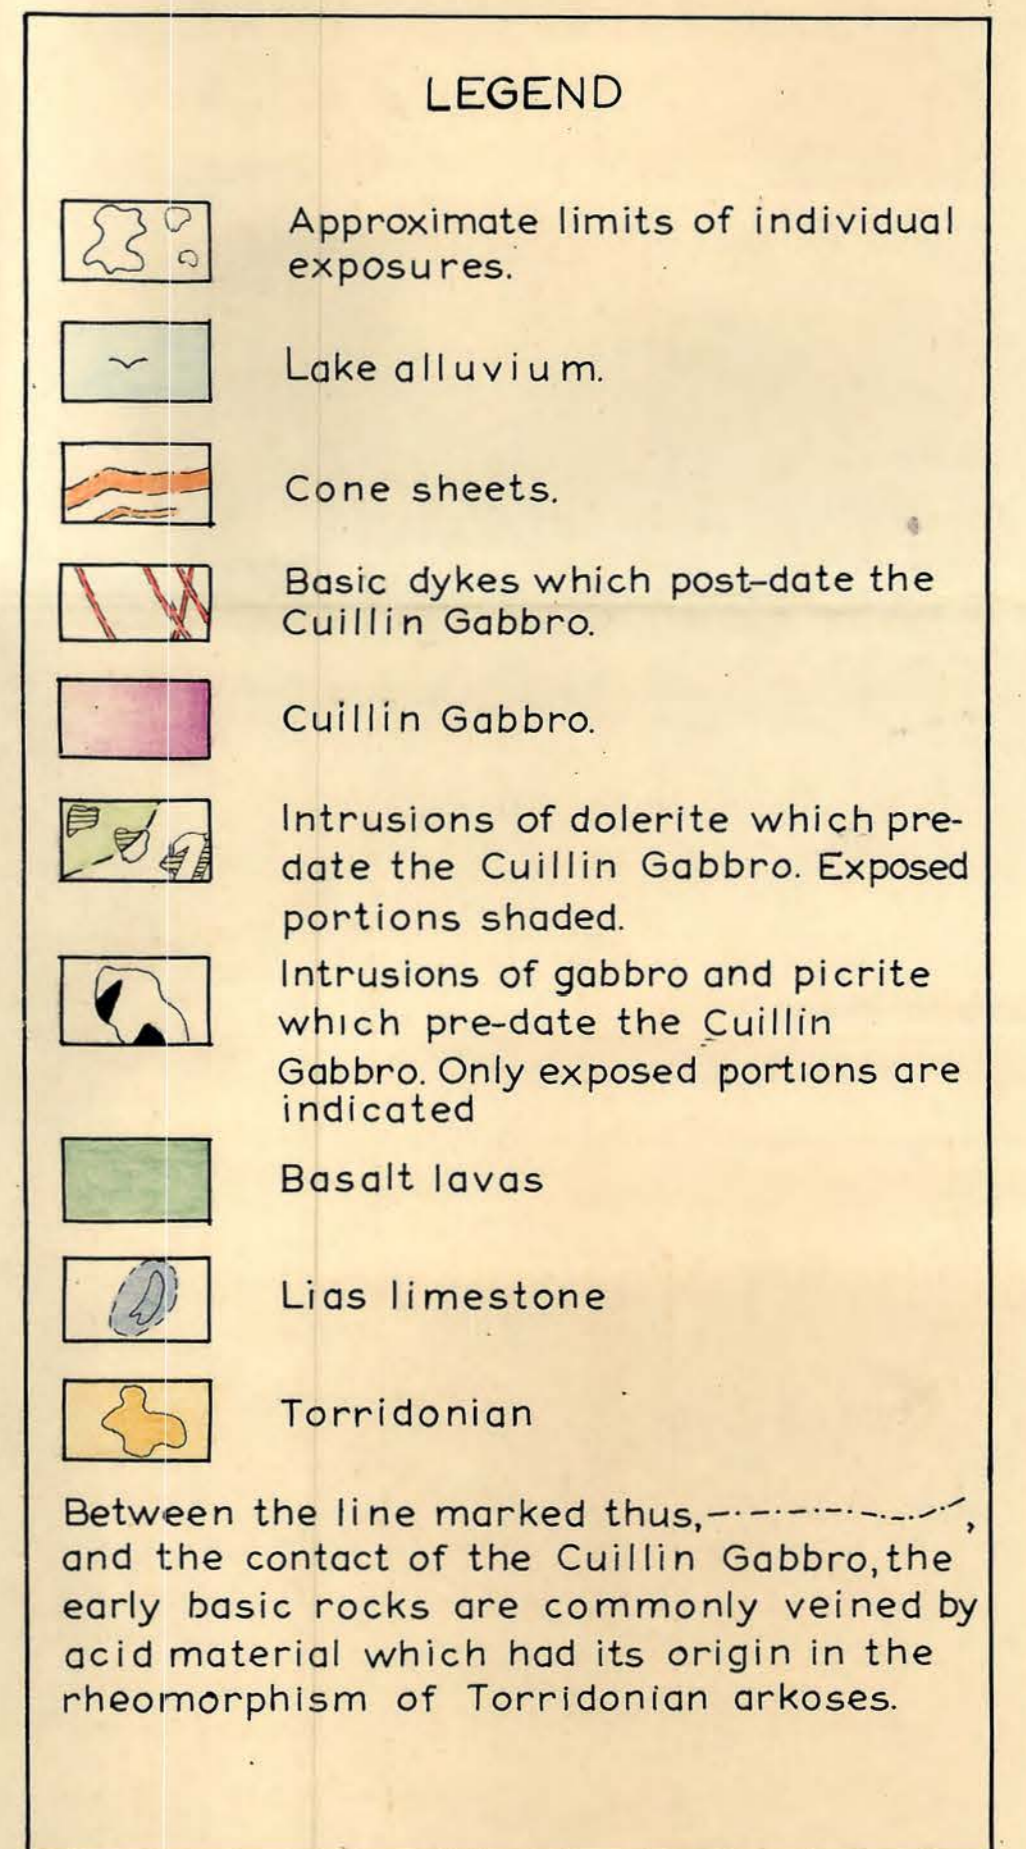 LEGEND
Approximate limits of individual
exposures.
Lake alluvium.
Cone sheets.
Basic dykes which post-date the
Cuillin Gabbro.
Cuillin Gabbro.
Intrusions of dolerite which pre-
date the Cuillin Gabbro. Exposed
portions shaded.
Intrusions of gabbro and picrite
which pre-date the Cuillin
Gabbro. Only exposed portions are
indicated
Basalt lavas
Lias limestone
Torridonian
Between the line marked thus, ,
and the contact of the Cuillin Gabbro, the
early basic rocks are commonly veined by
acid material which had its origin in the
rheomorphism of Torridonian arkoses.